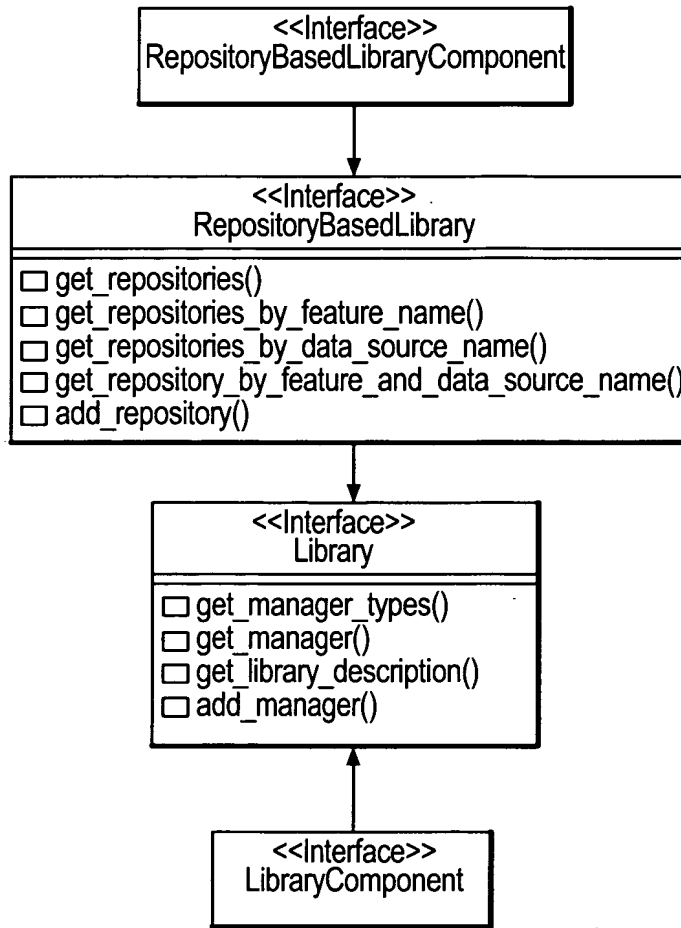 <<Interface>>
RepositoryBasedLibraryComponent
<<Interface>>
RepositoryBasedLibrary
get_repositories()
get_repositories_by_feature_name()
get_repositories_by_data_source_name()
get_repository_by_feature_and_data_source_name()
add_repository()
<<Interface>>
Library
get_manager_types()
get_manager()
get_library_description()
add_manager()
<<Interface>>
LibraryComponent